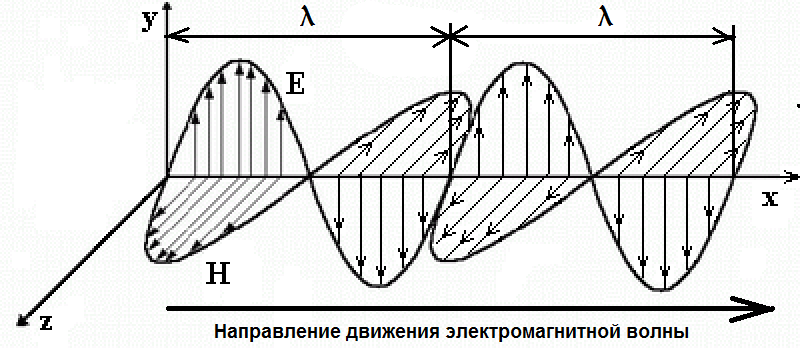 y
λ
λ
E
x
H
z
Направление движения электромагнитной волны